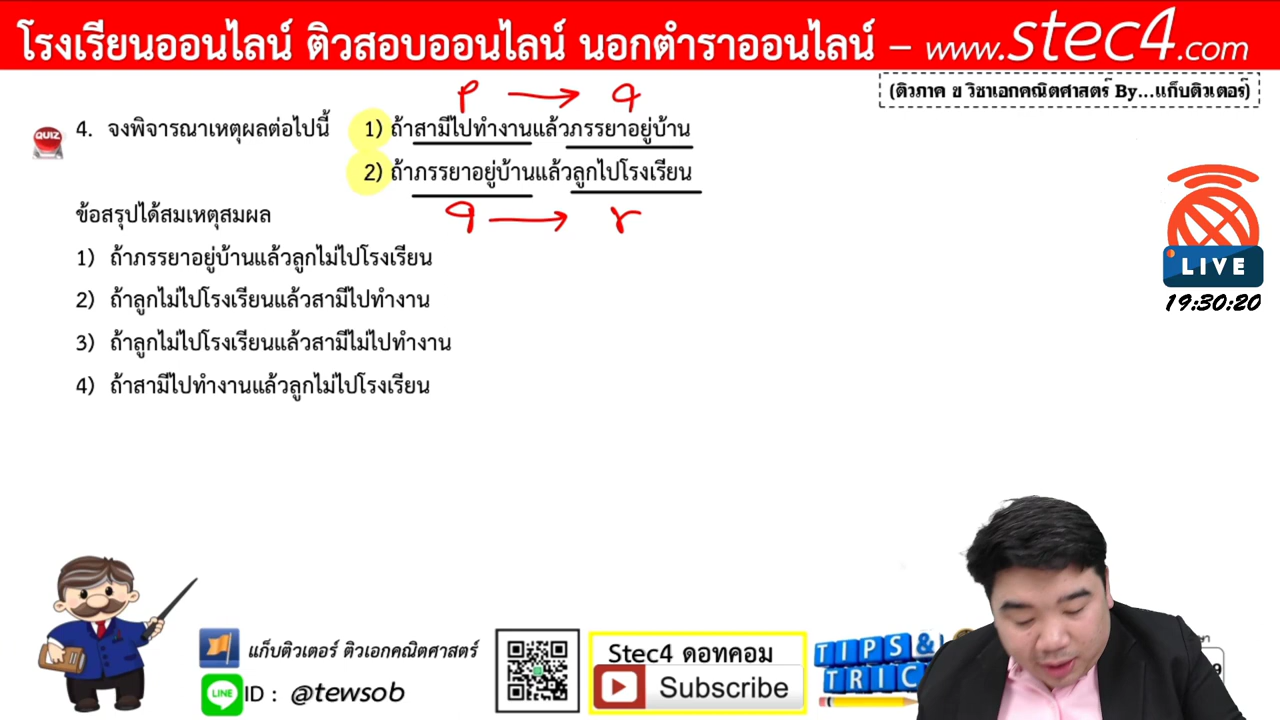 โรงเรียนออนไลน์ ติวสอบออนไลน์ นอกตำราออนไลน์ – www.stec4.com
(ติวภาค ข วิชาเอกคณิตศาสตร์ By...แก็บติวเตอร์)
p → q
QUIZ
4. จงพิจารณาเหตุผลต่อไปนี้ 1) ถ้าสามีไปทำงานแล้วภรรยาอยู่บ้าน
2) ถ้าภรรยาอยู่บ้านแล้วลูกไปโรงเรียน
q → r
ข้อสรุปได้สมเหตุสมผล
1) ถ้าภรรยาอยู่บ้านแล้วลูกไม่ไปโรงเรียน
2) ถ้าลูกไม่ไปโรงเรียนแล้วสามีไปทำงาน
3) ถ้าลูกไม่ไปโรงเรียนแล้วสามีไม่ไปทำงาน
4) ถ้าสามีไปทำงานแล้วลูกไม่ไปโรงเรียน
LIVE
19:30:20
แก็บติวเตอร์ ติวเอกคณิตศาสตร์
LINE ID : @tewsob
Stec4 ดอทคอม
Subscribe
TIPS &
TRIC